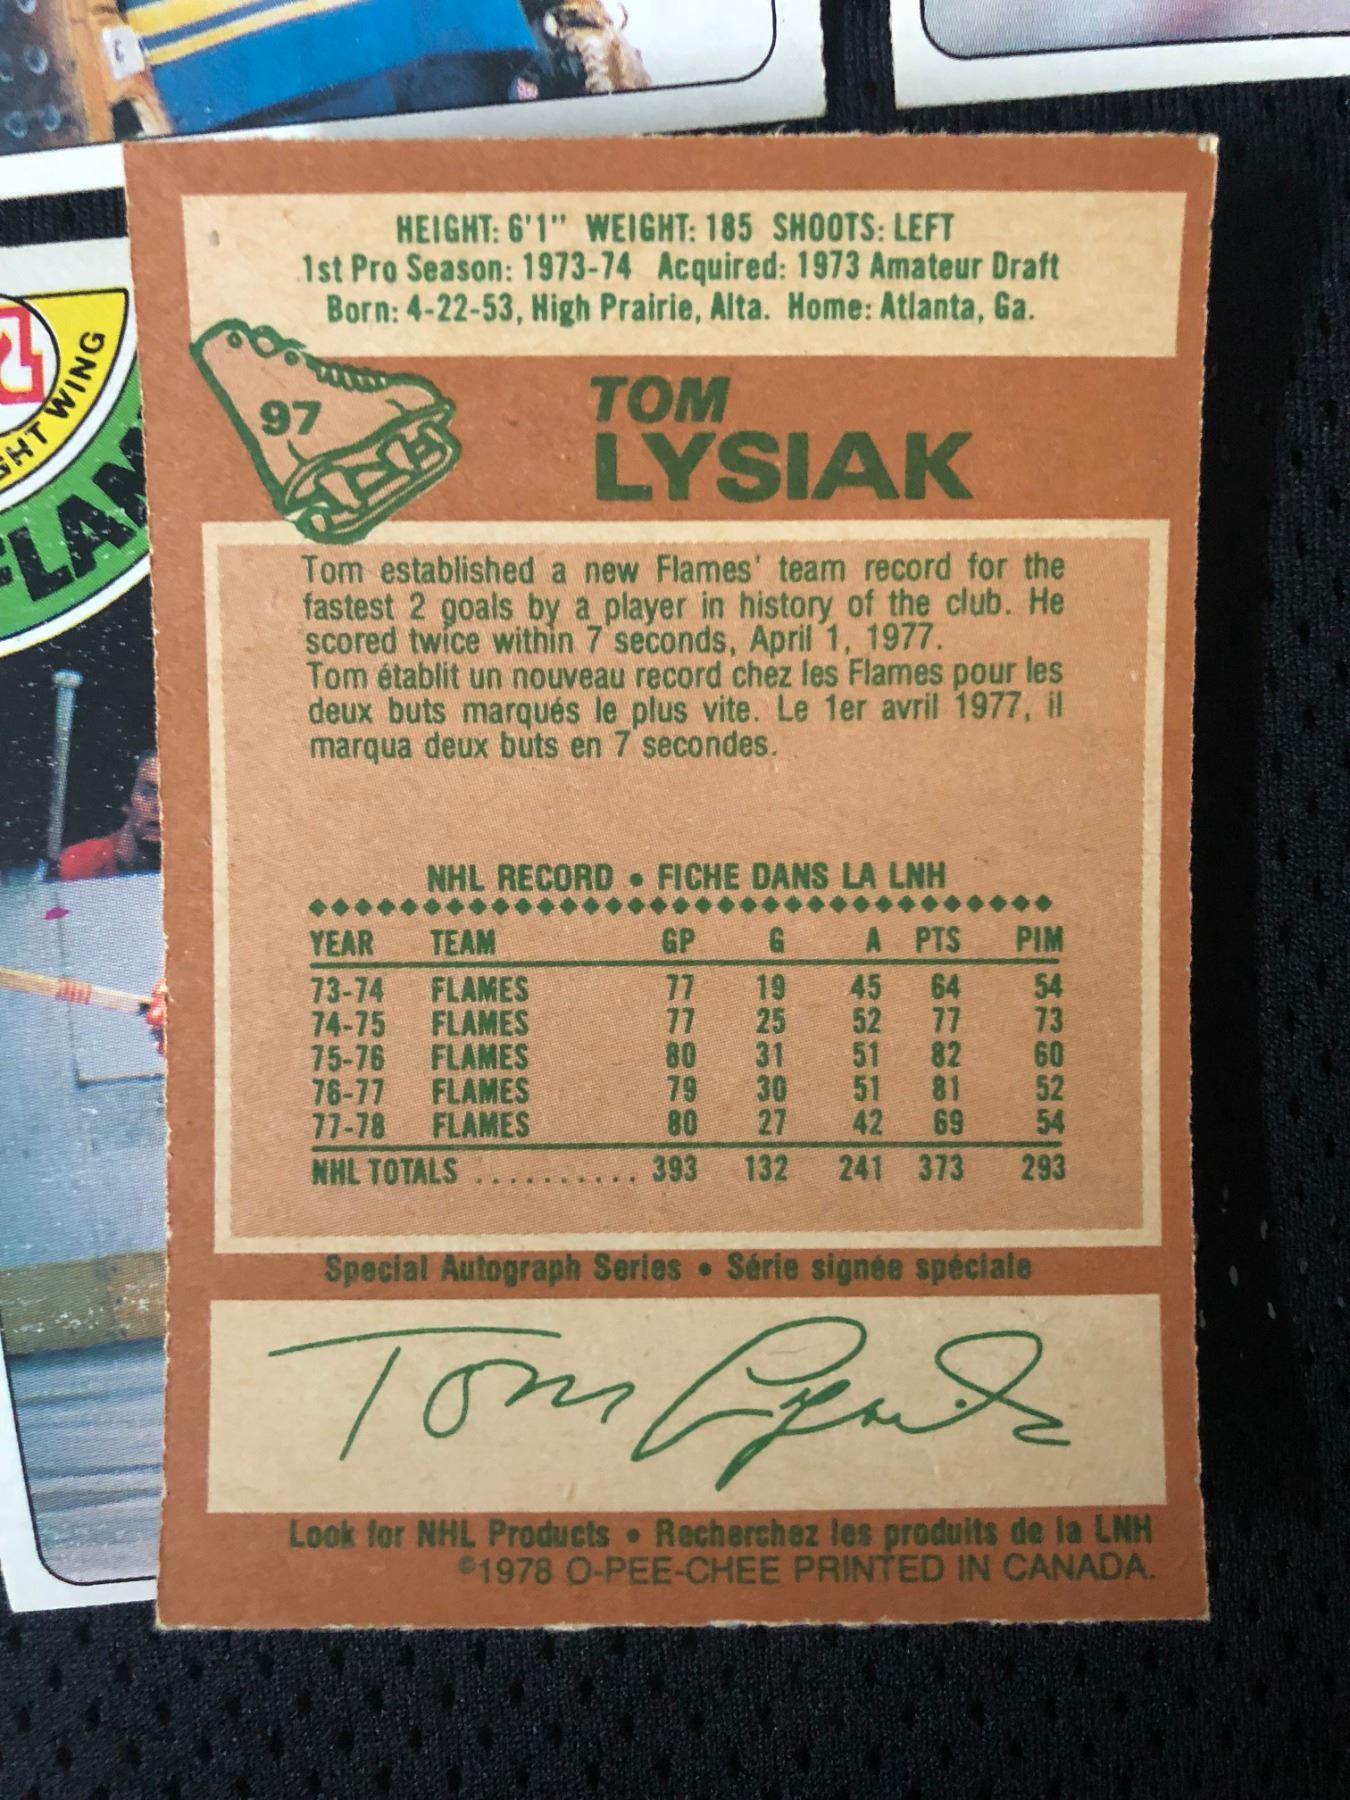 HEIGHT: 6'1" WEIGHT: 185 SHOOTS: LEFT
1st Pro Season: 1973-74 Acquired: 1973 Amateur Draft
Born: 4-22-53, High Prairie, Alta. Home: Atlanta, Ga.
97
TOM
LYSIAK
Tom established a new Flames' team record for the
fastest 2 goals by a player in history of the club. He
scored twice within 7 seconds, April 1, 1977.
Tom établit un nouveau record chez les Flames pour les
deux buts marqués le plus vite. Le 1er avril 1977, il
marqua deux buts en 7 secondes.
NHL RECORD • FICHE DANS LA LNH
YEAR TEAM GP G A PTS PIM
73-74 FLAMES 77 19 45 64 54
74-75 FLAMES 77 25 52 77 73
75-76 FLAMES 80 31 51 82 60
76-77 FLAMES 79 30 51 81 52
77-78 FLAMES 80 27 42 69 54
NHL TOTALS .......... 393 132 241 373 293
Special Autograph Series • Série signée spéciale
Tom Lysiak
Look for NHL Products • Recherchez les produits de la LNH
©1978 O-PEE-CHEE PRINTED IN CANADA.
WING